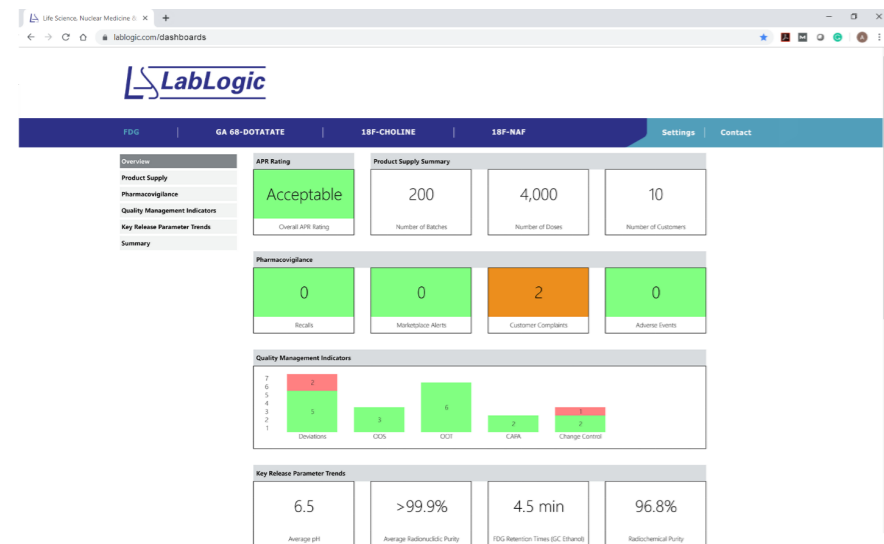 Life Science, Nuclear Medicine &
lablogic.com/dashboards
LabLogic
FDG GA 68-DOTATATE 18F-CHOLINE 18F-NAF Settings Contact
Overview
Product Supply
Pharmacovigilance
Quality Management Indicators
Key Release Parameter Trends
Summary
APR Rating Product Supply Summary
Acceptable 200 4,000 10
Overall APR Rating Number of Batches Number of Doses Number of Customers
Pharmacovigilance
0 0 2 0
Recalls Marketplace Alerts Customer Complaints Adverse Events
Quality Management Indicators
7
6
5
4
3
2
1
2
5 3 6 2 1
2
Deviations OOS OOT CAPA Change Control
Key Release Parameter Trends
6.5 >99.9% 4.5 min 96.8%
Average pH Average Radionuclidic Purity FDG Retention Times (GC Ethanol) Radiochemical Purity